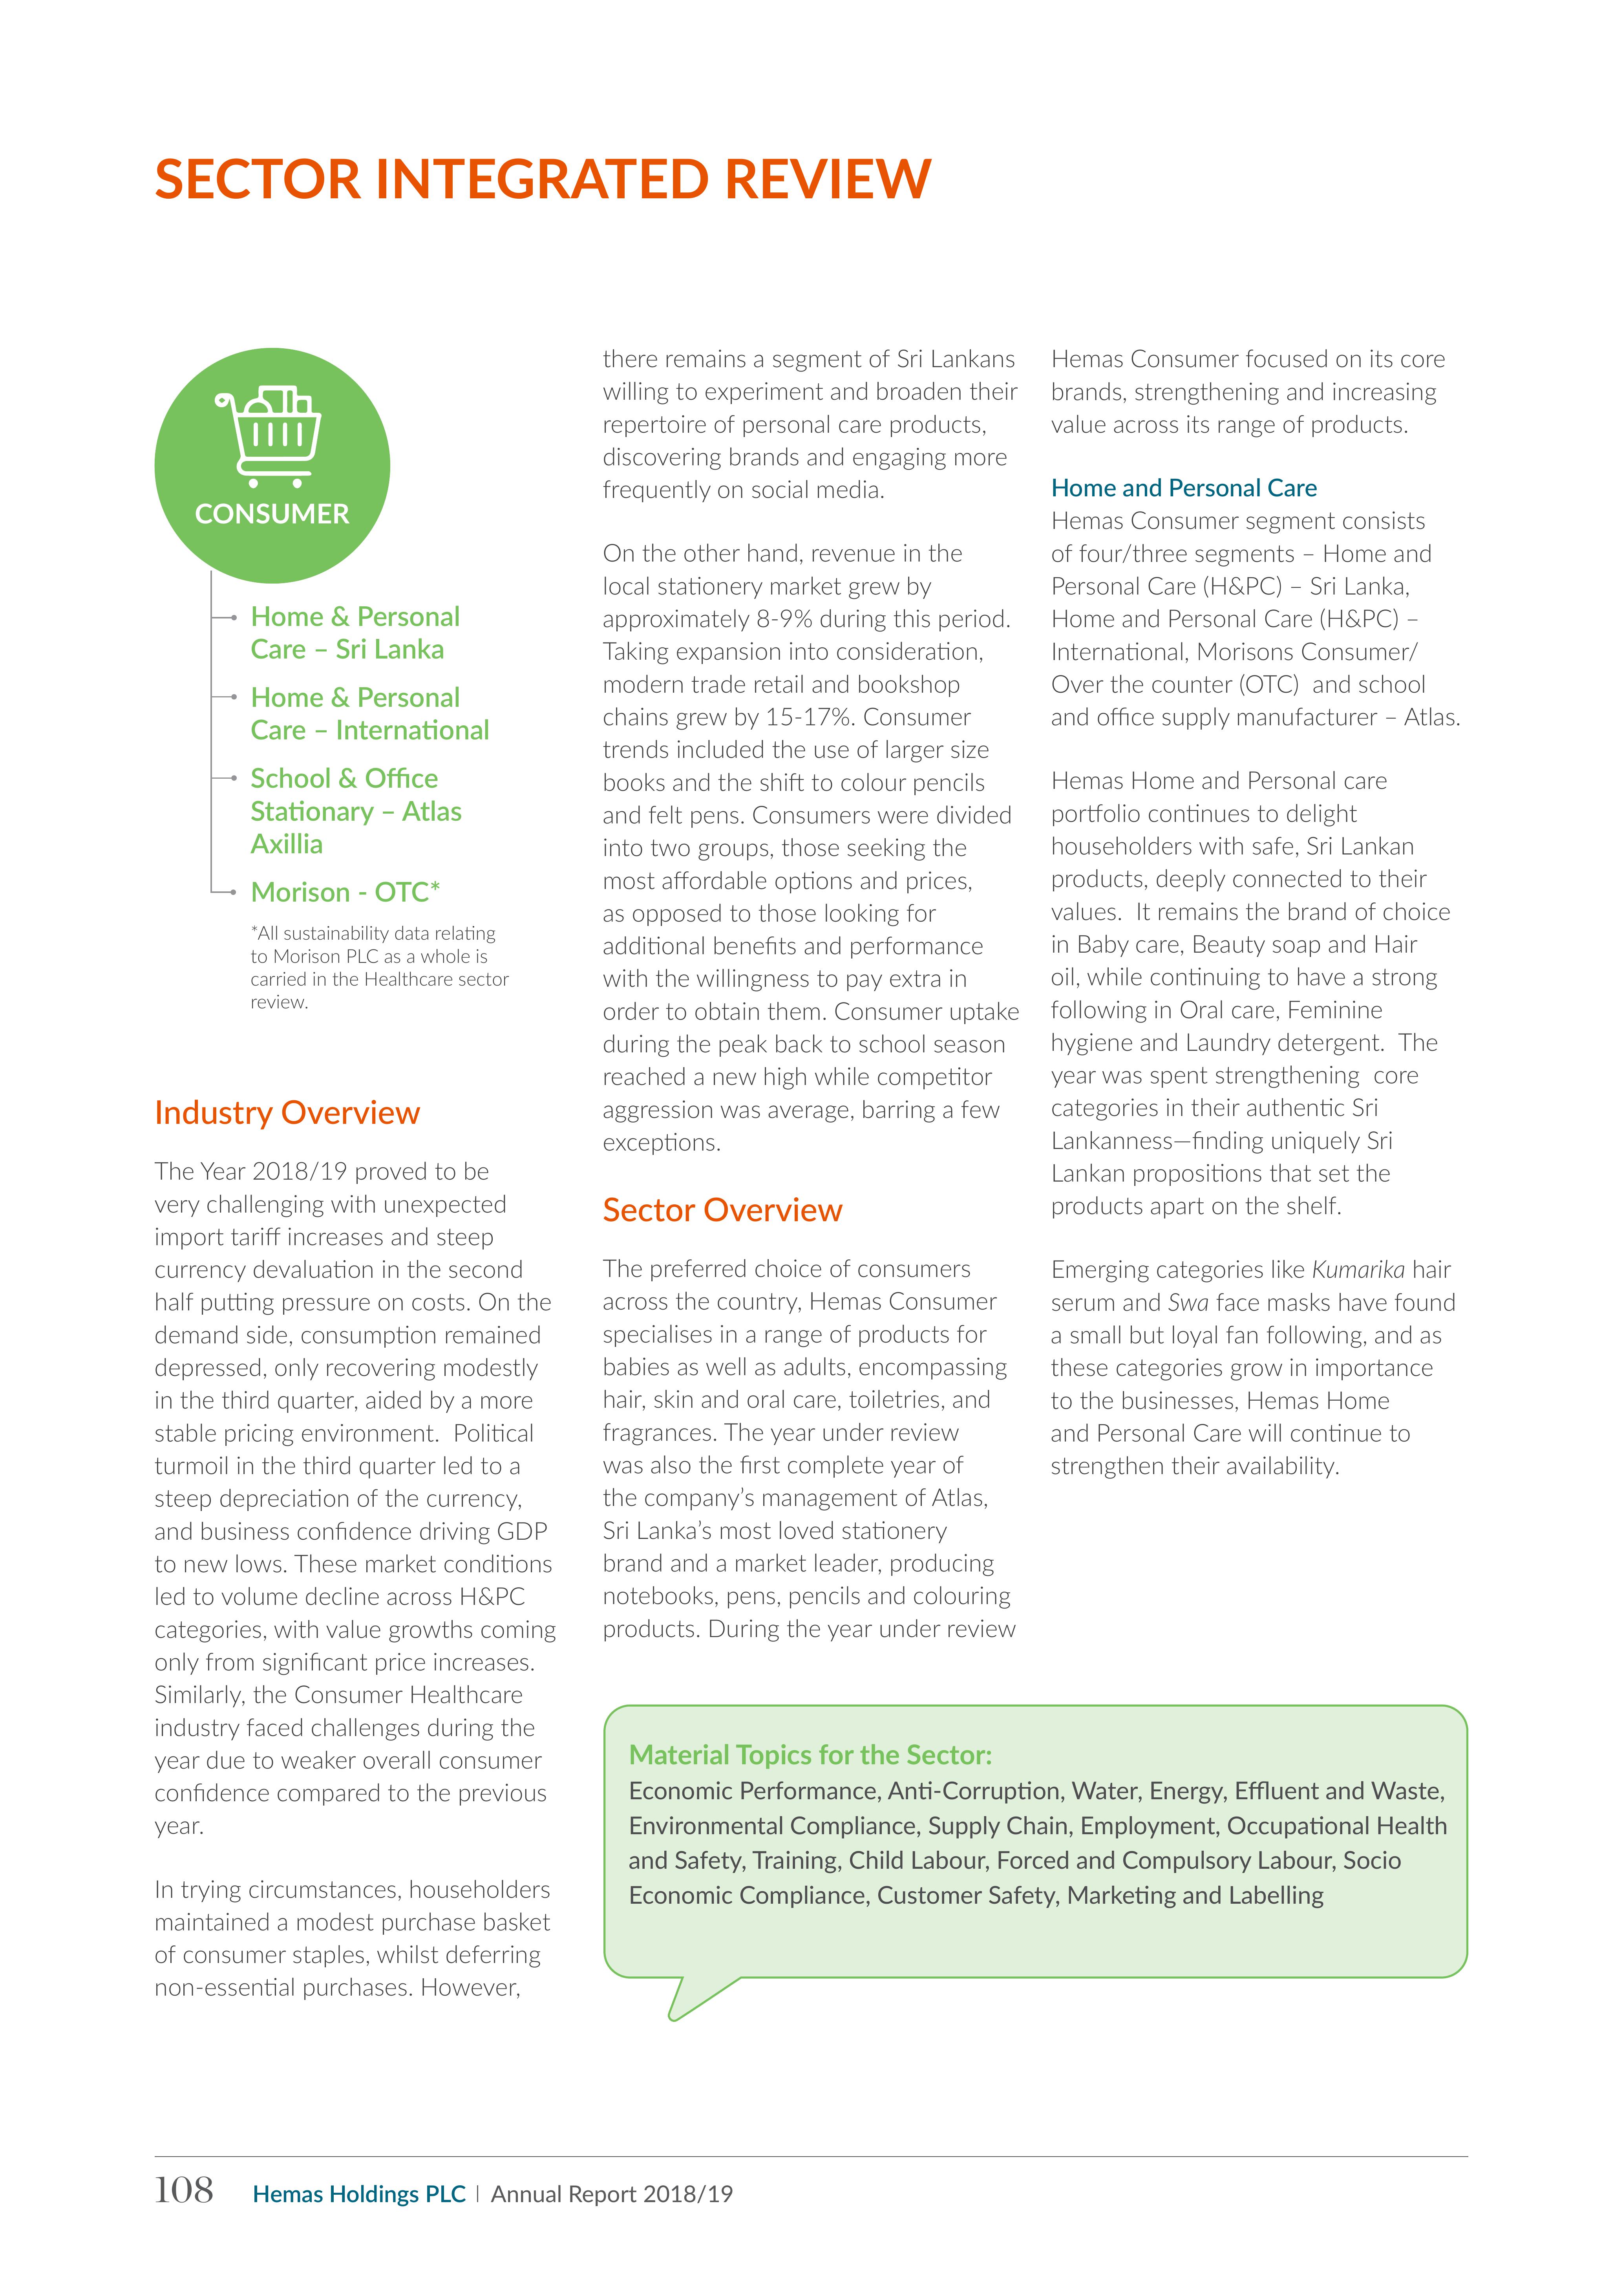 SECTOR INTEGRATED REVIEW
CONSUMER
Home & Personal
Care – Sri Lanka
Home & Personal
Care – International
School & Office
Stationary – Atlas
Axillia
Morison - OTC*
*All sustainability data relating
to Morison PLC as a whole is
carried in the Healthcare sector
review.
Industry Overview
The Year 2018/19 proved to be
very challenging with unexpected
import tariff increases and steep
currency devaluation in the second
half putting pressure on costs. On the
demand side, consumption remained
depressed, only recovering modestly
in the third quarter, aided by a more
stable pricing environment.  Political
turmoil in the third quarter led to a
steep depreciation of the currency,
and business confidence driving GDP
to new lows. These market conditions
led to volume decline across H&PC
categories, with value growths coming
only from significant price increases.
Similarly, the Consumer Healthcare
industry faced challenges during the
year due to weaker overall consumer
confidence compared to the previous
year.
In trying circumstances, householders
maintained a modest purchase basket
of consumer staples, whilst deferring
non-essential purchases. However,
there remains a segment of Sri Lankans
willing to experiment and broaden their
repertoire of personal care products,
discovering brands and engaging more
frequently on social media.
On the other hand, revenue in the
local stationery market grew by
approximately 8-9% during this period.
Taking expansion into consideration,
modern trade retail and bookshop
chains grew by 15-17%. Consumer
trends included the use of larger size
books and the shift to colour pencils
and felt pens. Consumers were divided
into two groups, those seeking the
most affordable options and prices,
as opposed to those looking for
additional benefits and performance
with the willingness to pay extra in
order to obtain them. Consumer uptake
during the peak back to school season
reached a new high while competitor
aggression was average, barring a few
exceptions.
Sector Overview
The preferred choice of consumers
across the country, Hemas Consumer
specialises in a range of products for
babies as well as adults, encompassing
hair, skin and oral care, toiletries, and
fragrances. The year under review
was also the first complete year of
the company’s management of Atlas,
Sri Lanka’s most loved stationery
brand and a market leader, producing
notebooks, pens, pencils and colouring
products. During the year under review
Hemas Consumer focused on its core
brands, strengthening and increasing
value across its range of products.
Home and Personal Care
Hemas Consumer segment consists
of four/three segments – Home and
Personal Care (H&PC) – Sri Lanka,
Home and Personal Care (H&PC) –
International, Morisons Consumer/
Over the counter (OTC)  and school
and office supply manufacturer – Atlas.
Hemas Home and Personal care
portfolio continues to delight
householders with safe, Sri Lankan
products, deeply connected to their
values.  It remains the brand of choice
in Baby care, Beauty soap and Hair
oil, while continuing to have a strong
following in Oral care, Feminine
hygiene and Laundry detergent.  The
year was spent strengthening  core
categories in their authentic Sri
Lankanness—finding uniquely Sri
Lankan propositions that set the
products apart on the shelf.
Emerging categories like Kumarika hair
serum and Swa face masks have found
a small but loyal fan following, and as
these categories grow in importance
to the businesses, Hemas Home
and Personal Care will continue to
strengthen their availability.
Material Topics for the Sector:
Economic Performance, Anti-Corruption, Water, Energy, Effluent and Waste,
Environmental Compliance, Supply Chain, Employment, Occupational Health
and Safety, Training, Child Labour, Forced and Compulsory Labour, Socio
Economic Compliance, Customer Safety, Marketing and Labelling
108 Hemas Holdings PLC | Annual Report 2018/19